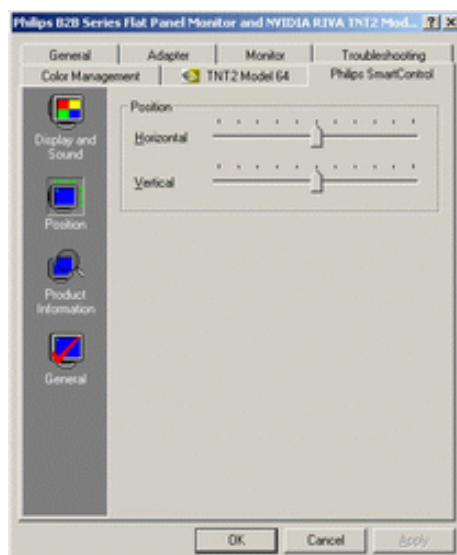 Philips B2B Series Flat Panel Monitor and NVIDIA RIVA TNT2 Mod...
General Adapter Monitor Troubleshooting
Color Management TNT2 Model 64 Philips SmartControl
Display and
Sound
Position
Product
Information
General
Position
Horizontal
Vertical
OK Cancel Apply